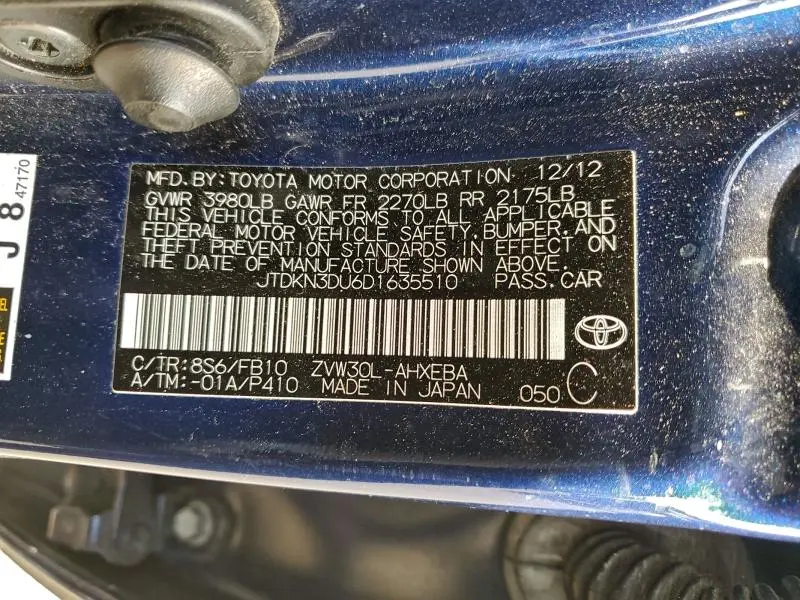 MFD. BY: TOYOTA MOTOR CORPORATION 12/12
GVWR 3980LB GAWR FR 2270LB RR 2175LB
THIS VEHICLE CONFORMS TO ALL APPLICABLE
FEDERAL MOTOR VEHICLE SAFETY, BUMPER, AND
THEFT PREVENTION STANDARDS IN EFFECT ON
THE DATE OF MANUFACTURE SHOWN ABOVE.
JTDKN3DU6D1635510 PASS. CAR
C/TR:8S6/FB10 ZVW30L-AHXEBA
A/TM:-01A/P410 MADE IN JAPAN 050 C
J 8
47170